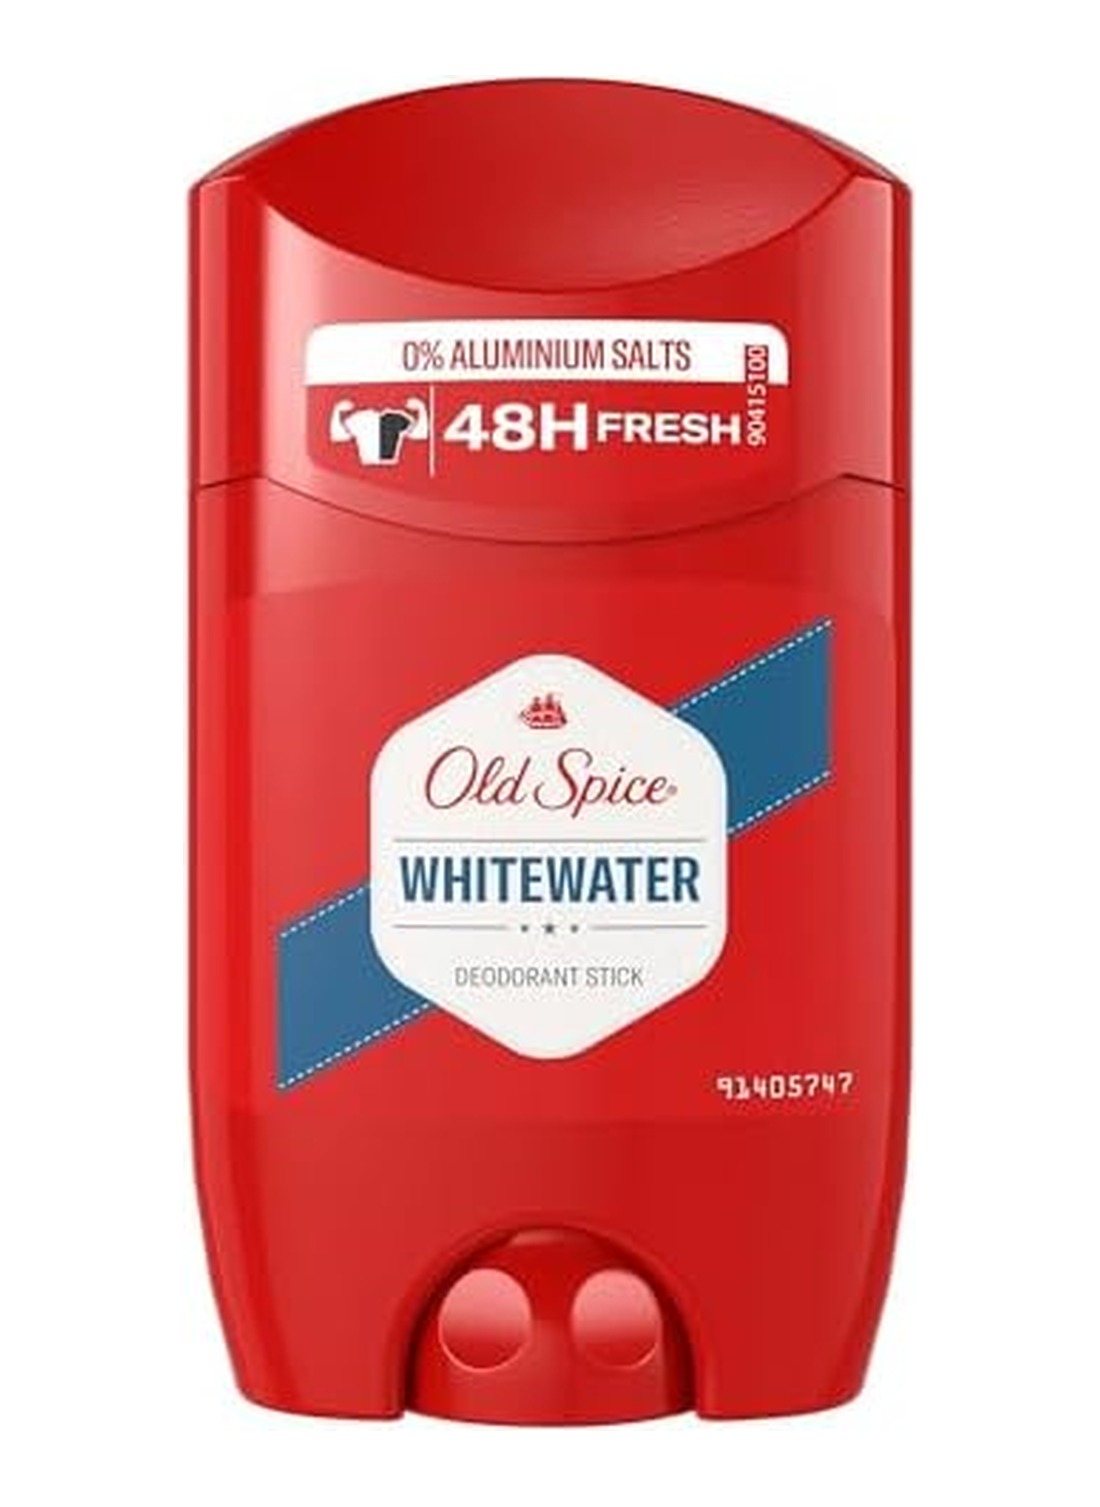 0% ALUMINIUM SALTS
48H FRESH
90415100
Old Spice
WHITEWATER
DEODORANT STICK
91405747